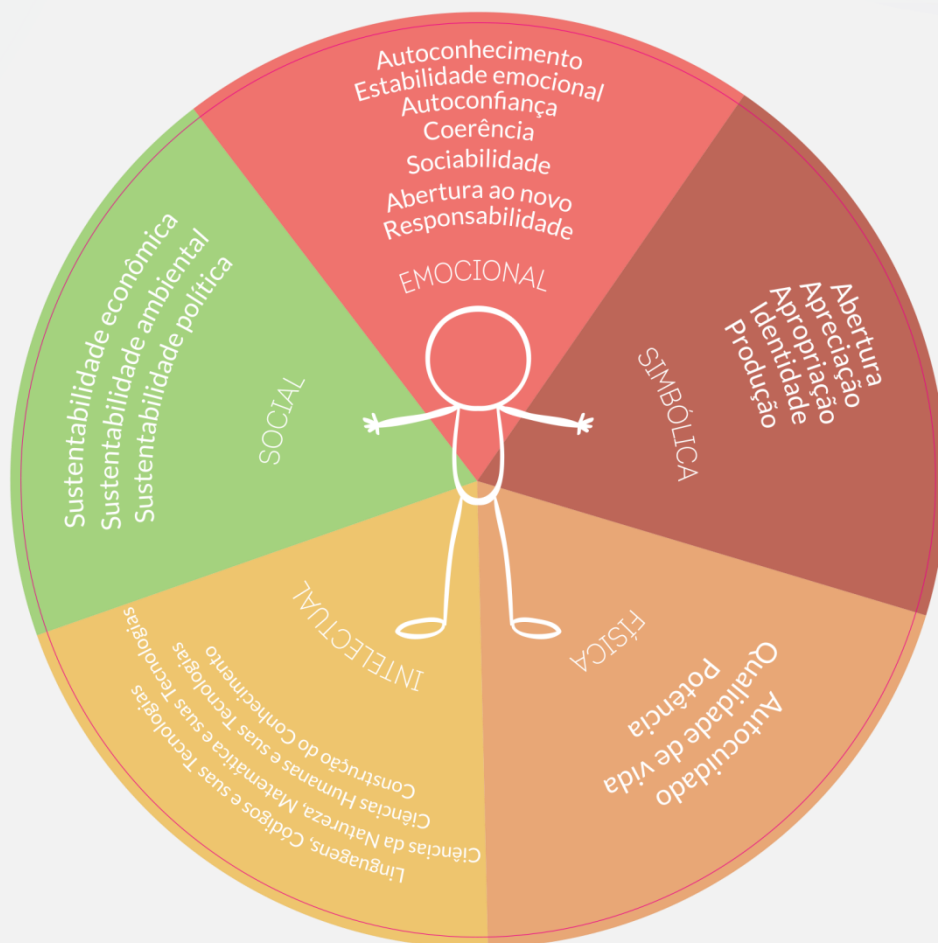 Autoconhecimento
Estabilidade emocional
Autoconfiança
Coerência
Sociabilidade
Abertura ao novo
Responsabilidade
EMOCIONAL
Abertura
Apreciação
Apropriação
Identidade
Produção
SIMBÓLICA
Autocuidado
Qualidade de vida
Potência
FÍSICA
Linguagens, Códigos e suas Tecnologias
Ciências da Natureza, Matemática e suas Tecnologias
Ciências Humanas e suas Tecnologias
Construção do Conhecimento
INTELECTUAL
Sustentabilidade econômica
Sustentabilidade ambiental
Sustentabilidade política
SOCIAL